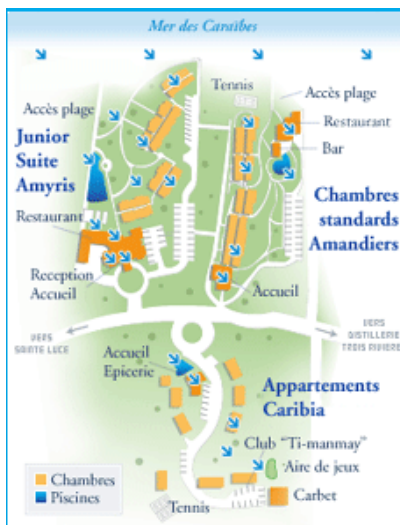 Mer des Caraïbes
Tennis
Accès plage
Accès plage
Restaurant
Junior
Suite
Amyris
Bar
Chambres
standards
Amandiers
Restaurant
Reception
Accueil
Accueil
VERS
SAINTE LUCE
VERS
DISTILLERIE
TROIS RIVIERE
Accueil
Epicerie
Appartements
Caribia
Club "Ti-manmay"
Aire de jeux
Chambres
Piscines
Tennis
Carbet